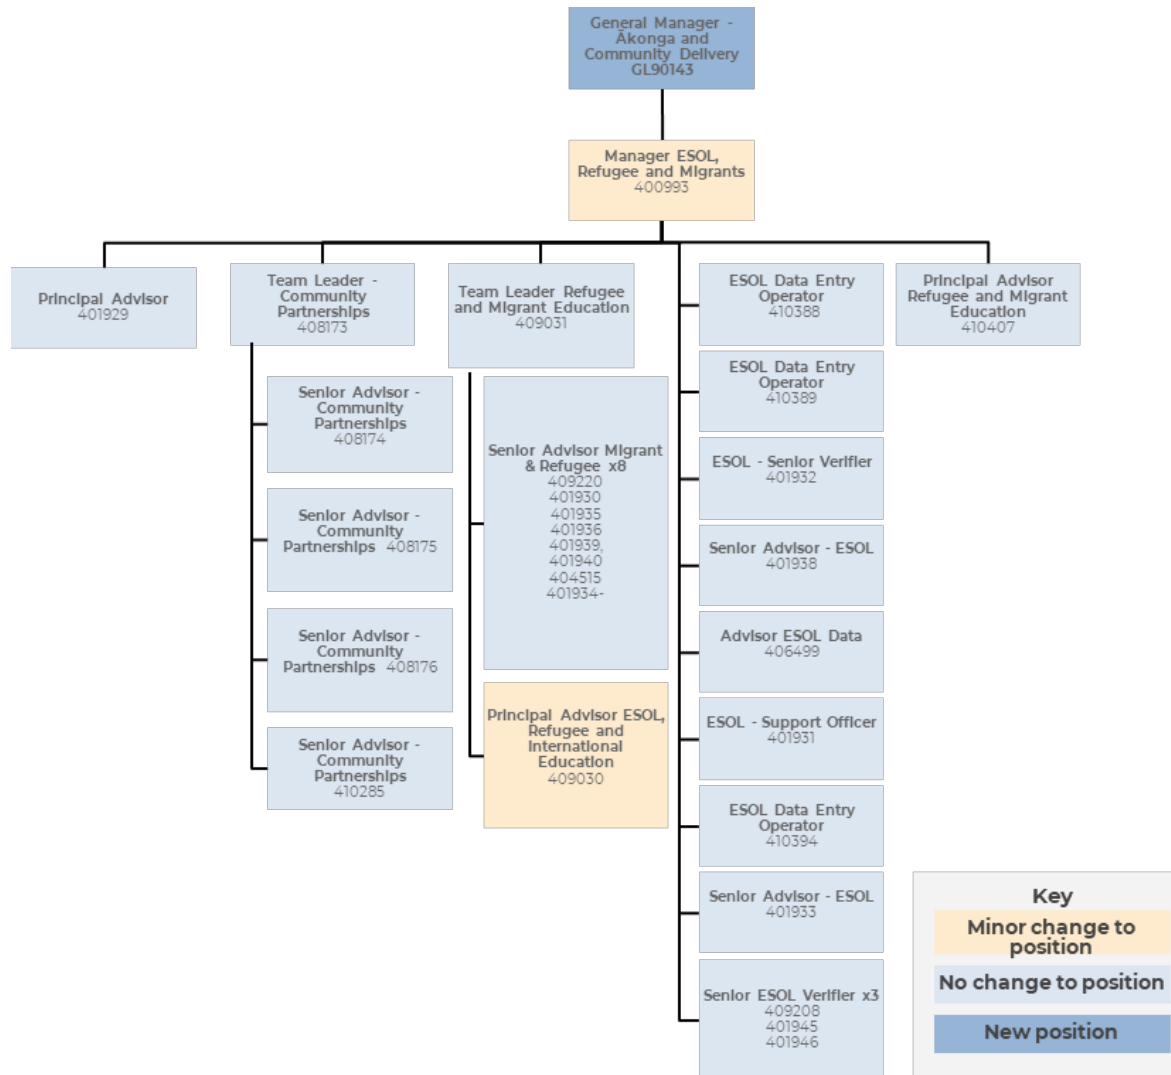 General Manager -
Ākonga and
Community Delivery
GL90143
Manager ESOL,
Refugee and Migrants
400993
Principal Advisor
401929
Team Leader -
Community
Partnerships
408173
Senior Advisor -
Community
Partnerships
408174
Senior Advisor -
Community
Partnerships 408175
Senior Advisor -
Community
Partnerships 408176
Senior Advisor -
Community
Partnerships
410285
Team Leader Refugee
and Migrant Education
409031
Senior Advisor Migrant
& Refugee x8
409220
401930
401935
401936
401939,
401940
404515
401934-
Principal Advisor ESOL,
Refugee and
International
Education
409030
ESOL Data Entry
Operator
410388
ESOL Data Entry
Operator
410389
ESOL - Senior Verifier
401932
Senior Advisor - ESOL
401938
Advisor ESOL Data
406499
ESOL - Support Officer
401931
ESOL Data Entry
Operator
410394
Senior Advisor - ESOL
401933
Senior ESOL Verifier x3
409208
401945
401946
Principal Advisor
Refugee and Migrant
Education
410407
Key
Minor change to
position
No change to position
New position